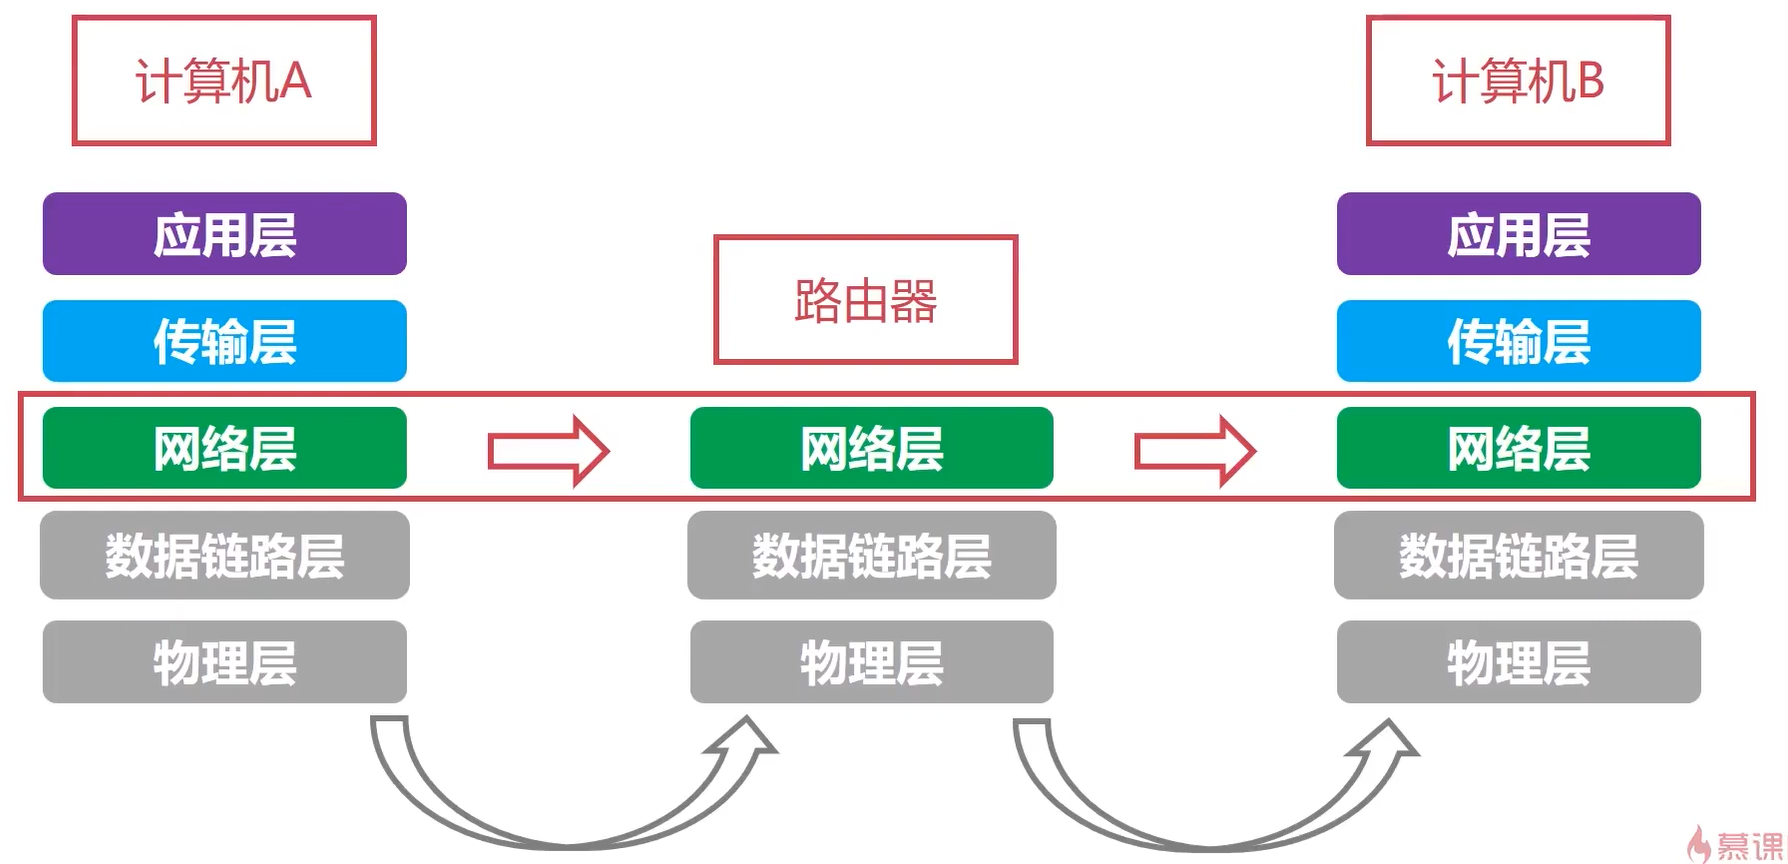 计算机A
计算机B
应用层
应用层
路由器
传输层
传输层
网络层
网络层
网络层
数据链路层
数据链路层
数据链路层
物理层
物理层
物理层
慕课